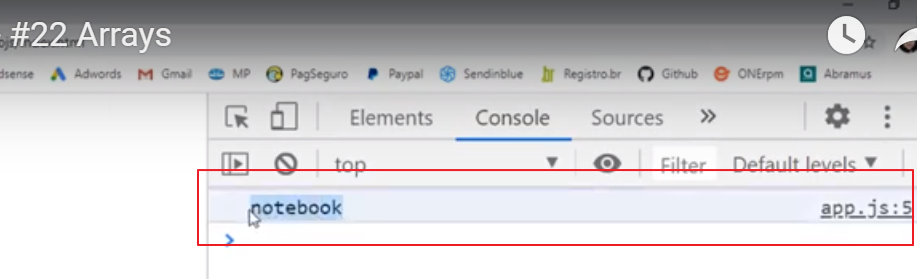 #22 Arrays
dsense Adwords Gmail MP PagSeguro Paypal Sendinblue Registro.br Github ONErpm Abramus
Elements Console Sources »
top ▼ Filter Default levels ▼
notebook app.js:5
>